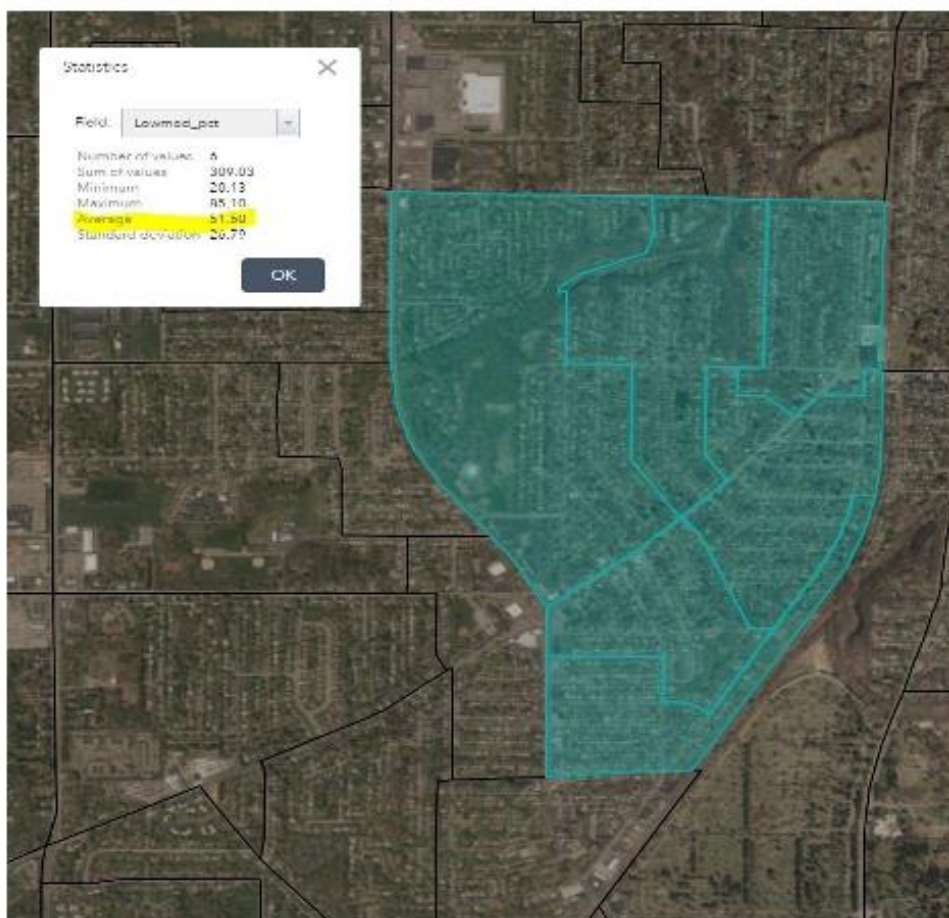 Statistics
Field: Lowmod_pct
Number of values 6
Sum of values 309.03
Minimum 20.13
Maximum 85.10
Average 51.50
Standard deviation 26.79
OK